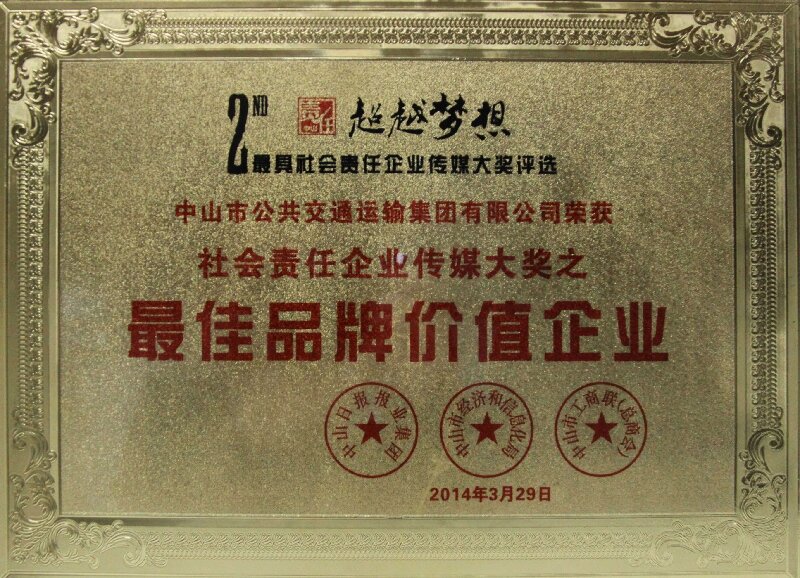 2ND 责任中山 超越梦想
最具社会责任企业传媒大奖评选
中山市公共交通运输集团有限公司荣获
社会责任企业传媒大奖之
最佳品牌价值企业
中山日报报业集团
中山市经济和信息化局
中山市工商联(总商会)
2014年3月29日